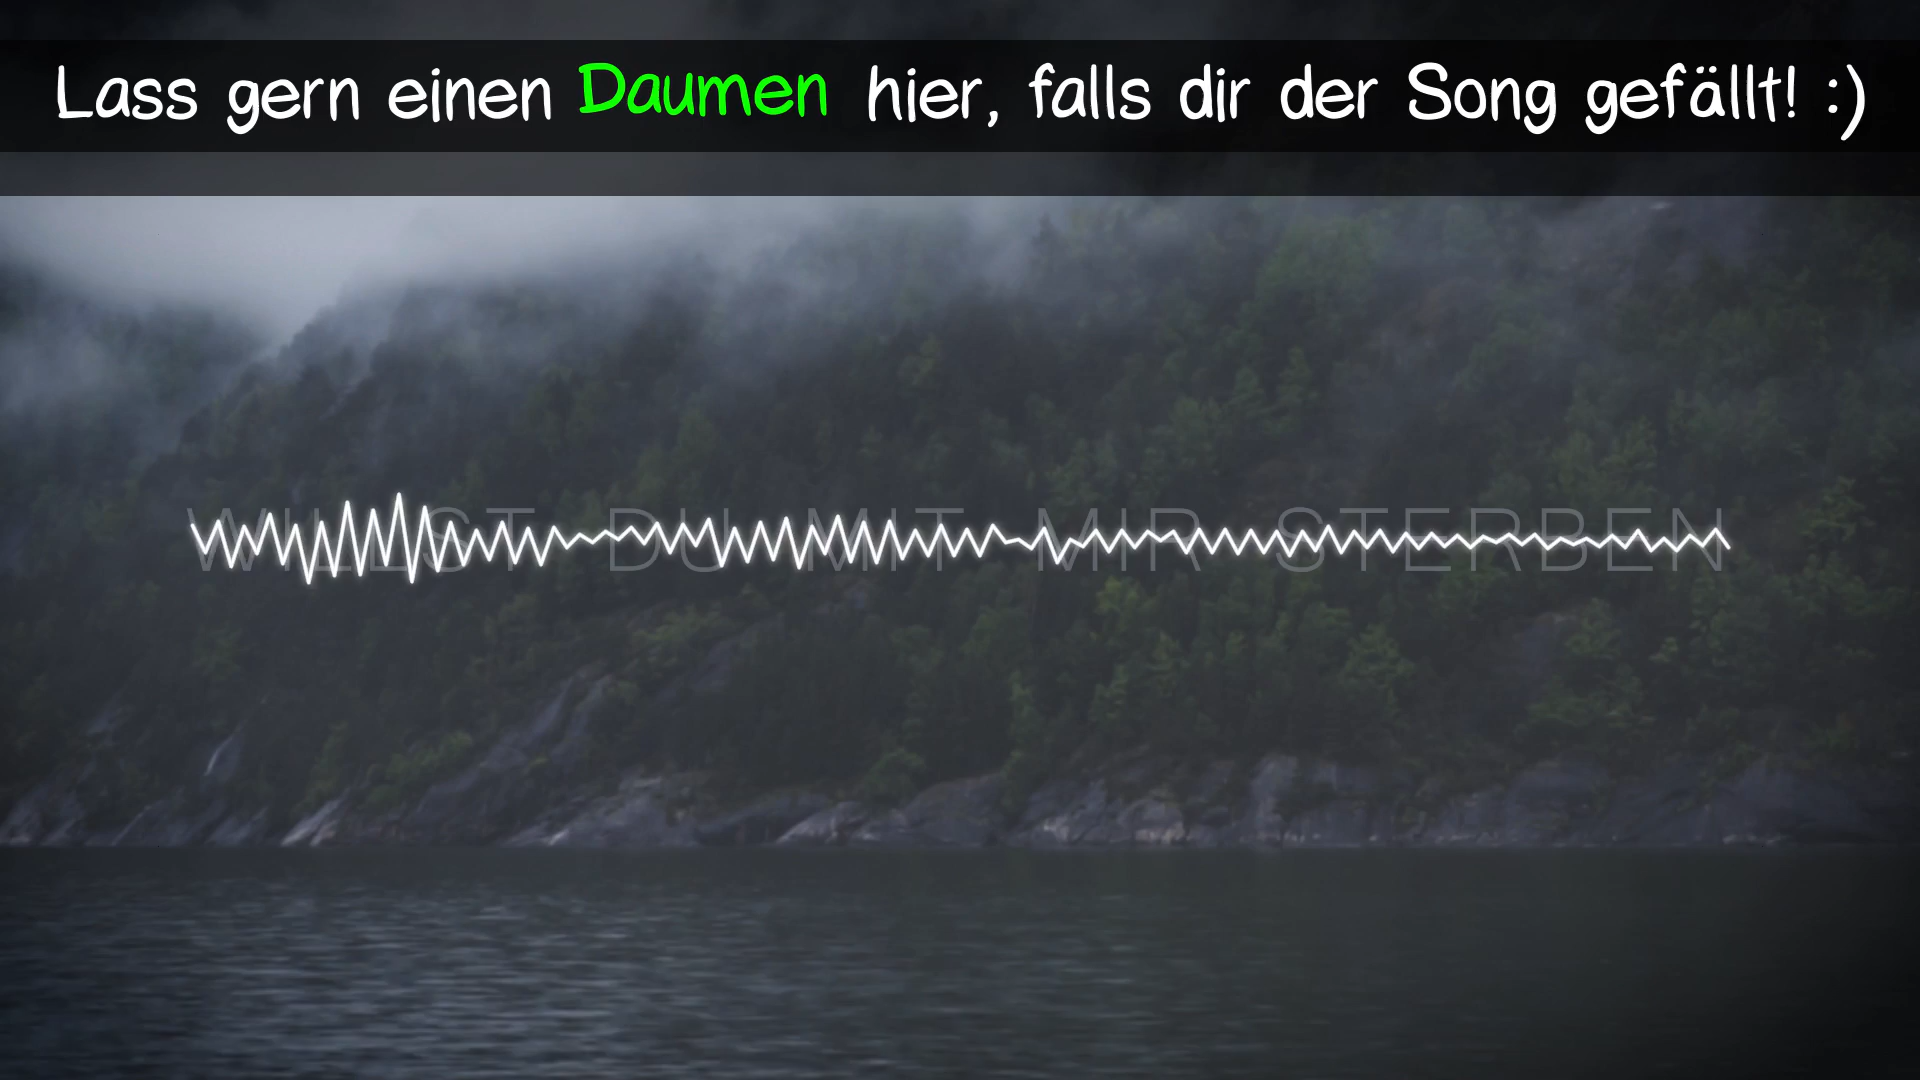 Lass gern einen Daumen hier, falls dir der Song gefällt! :)
WILLST DU MIT MIR STERBEN